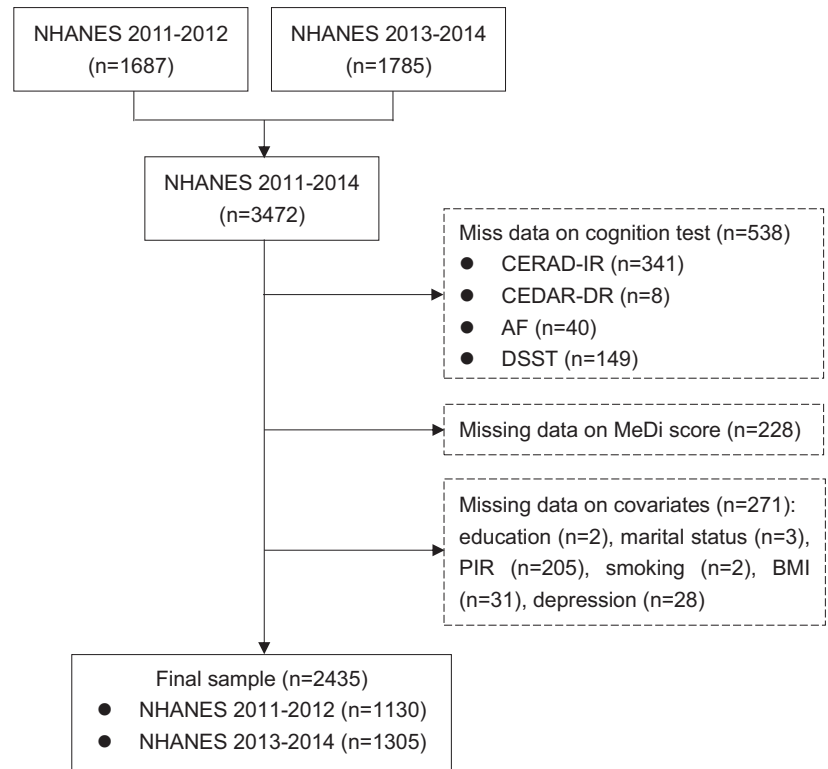 NHANES 2011-2012
(n=1687)
NHANES 2013-2014
(n=1785)
NHANES 2011-2014
(n=3472)
Miss data on cognition test (n=538)
● CERAD-IR (n=341)
● CEDAR-DR (n=8)
● AF (n=40)
● DSST (n=149)
Missing data on MeDi score (n=228)
Missing data on covariates (n=271):
education (n=2), marital status (n=3),
PIR (n=205), smoking (n=2), BMI
(n=31), depression (n=28)
Final sample (n=2435)
● NHANES 2011-2012 (n=1130)
● NHANES 2013-2014 (n=1305)